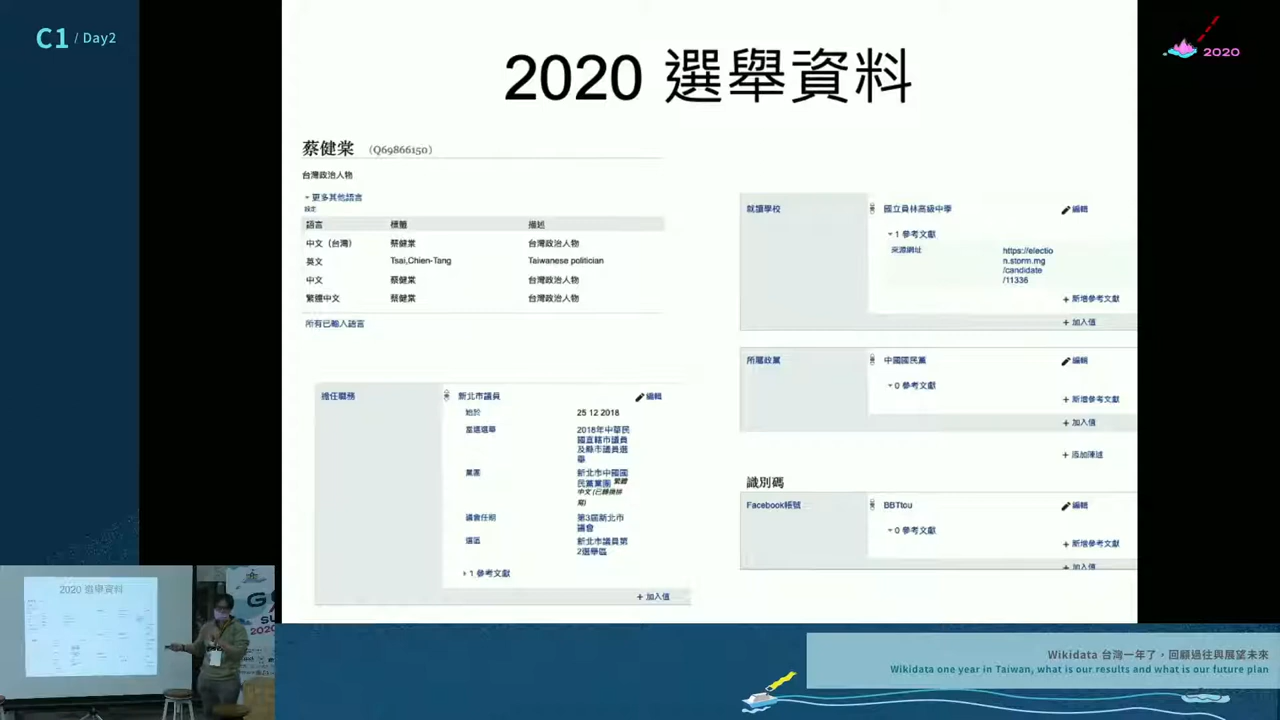 C1 / Day2
2020
2020 選舉資料
蔡健棠 (Q69866150)
台灣政治人物
更多其他語言
設定
語言 標籤 描述
中文（台灣） 蔡健棠 台灣政治人物
英文 Tsai,Chien-Tang Taiwanese politician
中文 蔡健棠 台灣政治人物
繁體中文 蔡健棠 台灣政治人物
所有已輸入語言
擔任職務
新北市議員 編輯
始於 25 12 2018
當選選舉 2018年中華民
國直轄市議員
及縣市議員選
舉
黨團 新北市中國國
民黨黨團 繁體
中文 (已轉換拼
寫)
議會任期 第3屆新北市
議會
選區 新北市議員第
2選舉區
1 參考文獻
+ 加入值
就讀學校 國立員林高級中學 編輯
1 參考文獻
來源網址 https://electio
n.storm.mg
/candidate
/11336
+ 新增參考文獻
+ 加入值
所屬政黨 中國國民黨 編輯
0 參考文獻
+ 新增參考文獻
+ 加入值
+ 添加陳述
識別碼
Facebook帳號 BBTtou 編輯
0 參考文獻
+ 新增參考文獻
+ 加入值
2020 選舉資料
Wikidata 台灣一年了，回顧過往與展望未來
Wikidata one year in Taiwan, what is our results and what is our future plan